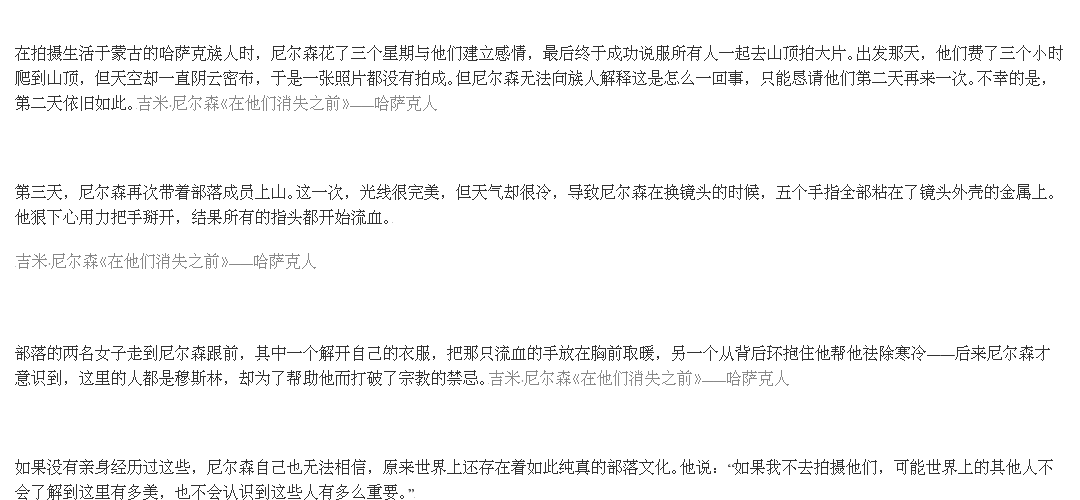 在拍摄生活于蒙古的哈萨克族人时，尼尔森花了三个星期与他们建立感情，最后终于成功说服所有人一起去山顶拍大片。出发那天，他们费了三个小时
爬到山顶，但天空却一直阴云密布，于是一张照片都没有拍成。但尼尔森无法向族人解释这是怎么一回事，只能恳请他们第二天再来一次。不幸的是，
第二天依旧如此。吉米·尼尔森《在他们消失之前》——哈萨克人
第三天，尼尔森再次带着部落成员上山。这一次，光线很完美，但天气却很冷，导致尼尔森在换镜头的时候，五个手指全部粘在了镜头外壳的金属上。
他狠下心用力把手掰开，结果所有的指头都开始流血。
吉米·尼尔森《在他们消失之前》——哈萨克人
部落的两名女子走到尼尔森跟前，其中一个解开自己的衣服，把那只流血的手放在胸前取暖，另一个从背后环抱住他帮他祛除寒冷——后来尼尔森才
意识到，这里的人都是穆斯林，却为了帮助他而打破了宗教的禁忌。吉米·尼尔森《在他们消失之前》——哈萨克人
如果没有亲身经历过这些，尼尔森自己也无法相信，原来世界上还存在着如此纯真的部落文化。他说：“如果我不去拍摄他们，可能世界上的其他人不
会了解到这里有多美，也不会认识到这些人有多么重要。”